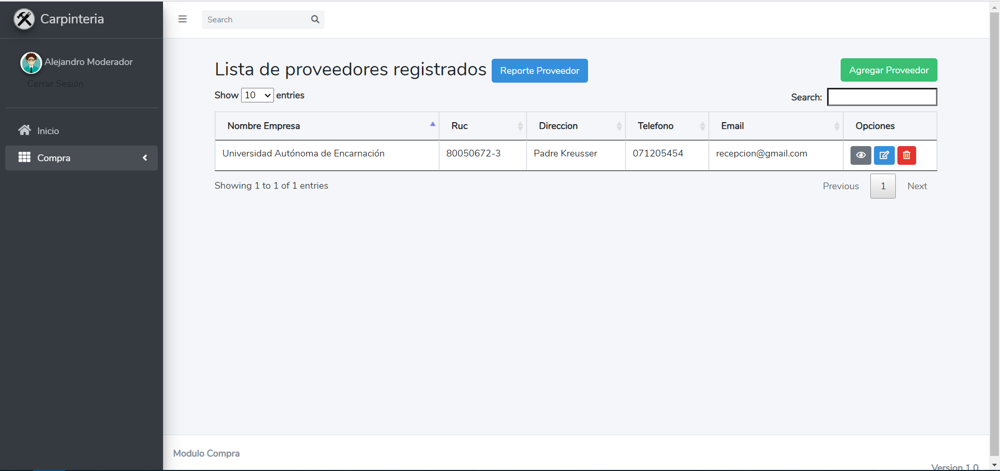 Carpinteria
Search
Alejandro Moderador
Cerrar Sesión
Inicio
Compra
Lista de proveedores registrados Reporte Proveedor Agregar Proveedor
Show 10 entries Search:
Nombre Empresa Ruc Direccion Telefono Email Opciones
Universidad Autónoma de Encarnación 80050672-3 Padre Kreusser 071205454 recepcion@gmail.com
Showing 1 to 1 of 1 entries Previous 1 Next
Modulo Compra
Version 1.0